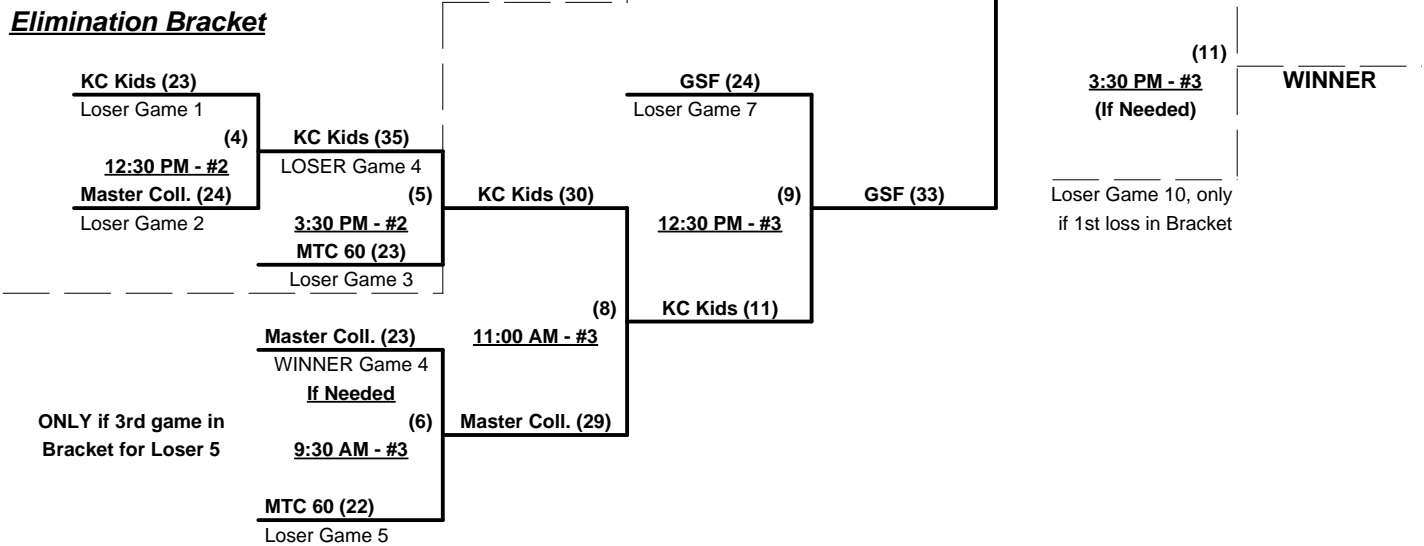 Elimination Bracket
KC Kids (23)
Loser Game 1
(4)
12:30 PM - #2
Master Coll. (24)
Loser Game 2
KC Kids (35)
LOSER Game 4
(5)
3:30 PM - #2
MTC 60 (23)
Loser Game 3
KC Kids (30)
(8)
11:00 AM - #3
Master Coll. (23)
WINNER Game 4
If Needed
(6)
9:30 AM - #3
ONLY if 3rd game in
Bracket for Loser 5
MTC 60 (22)
Loser Game 5
Master Coll. (29)
GSF (24)
Loser Game 7
(9)
12:30 PM - #3
KC Kids (11)
GSF (33)
(11)
3:30 PM - #3
(If Needed)
Loser Game 10, only
if 1st loss in Bracket
WINNER